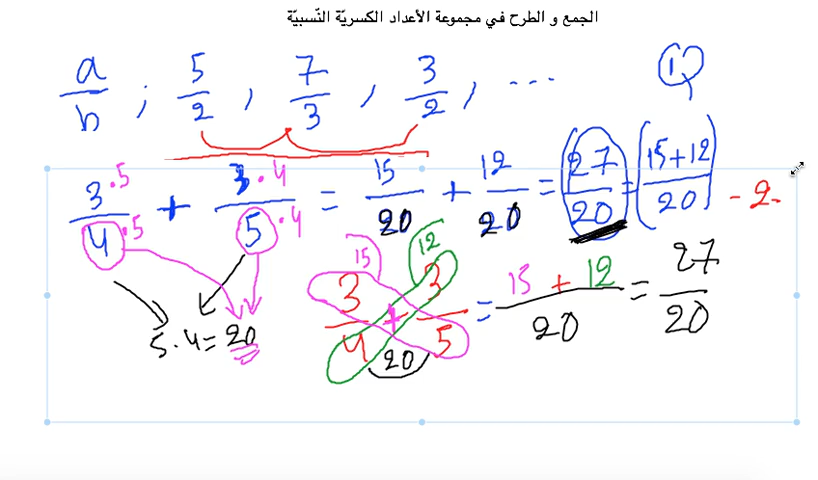 الجمع و الطرح في مجموعة الأعداد الكسريّة النّسبيّة
a/b ; 5/2 , 7/3 , 3/2 , ... Q 1
3·5/4·5 + 3·4/5·4 = 15/20 + 12/20 = (27/20 = (15+12/20) - 2-
5·4=20
15 12
3/4 + 3/5 = 15 + 12/20 = 27/20
20